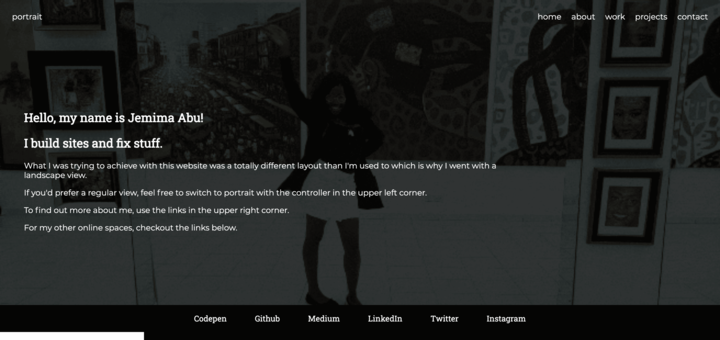 portrait
home about work projects contact
Hello, my name is Jemima Abu!
I build sites and fix stuff.
What I was trying to achieve with this website was a totally different layout than I'm used to which is why I went with a
landscape view.
If you'd prefer a regular view, feel free to switch to portrait with the controller in the upper left corner.
To find out more about me, use the links in the upper right corner.
For my other online spaces, checkout the links below.
Codepen Github Medium LinkedIn Twitter Instagram